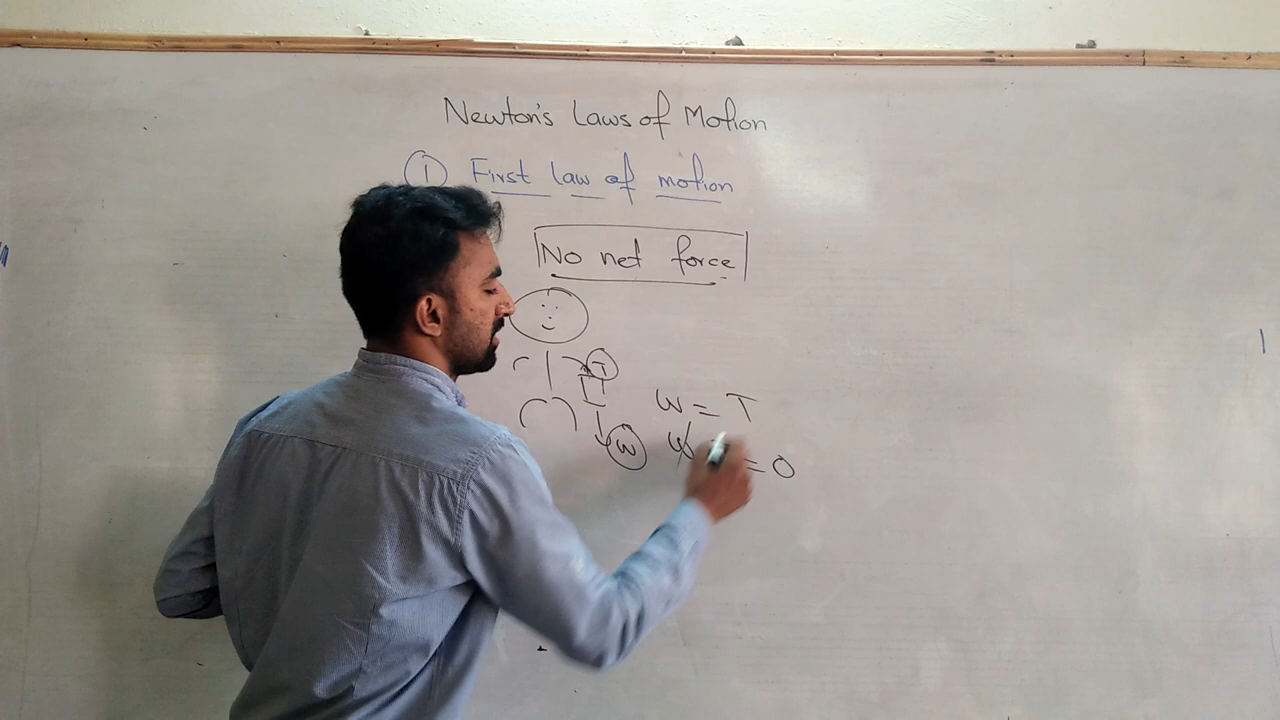 Newton's Laws of Motion
① First law of motion
No net force
T
W = T
W
W = 0